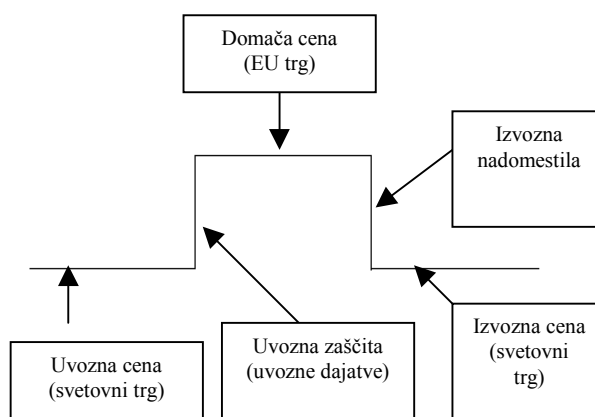 Domača cena
(EU trg)
Izvozna
nadomestila
Uvozna cena
(svetovni trg)
Uvozna zaščita
(uvozne dajatve)
Izvozna cena
(svetovni
trg)